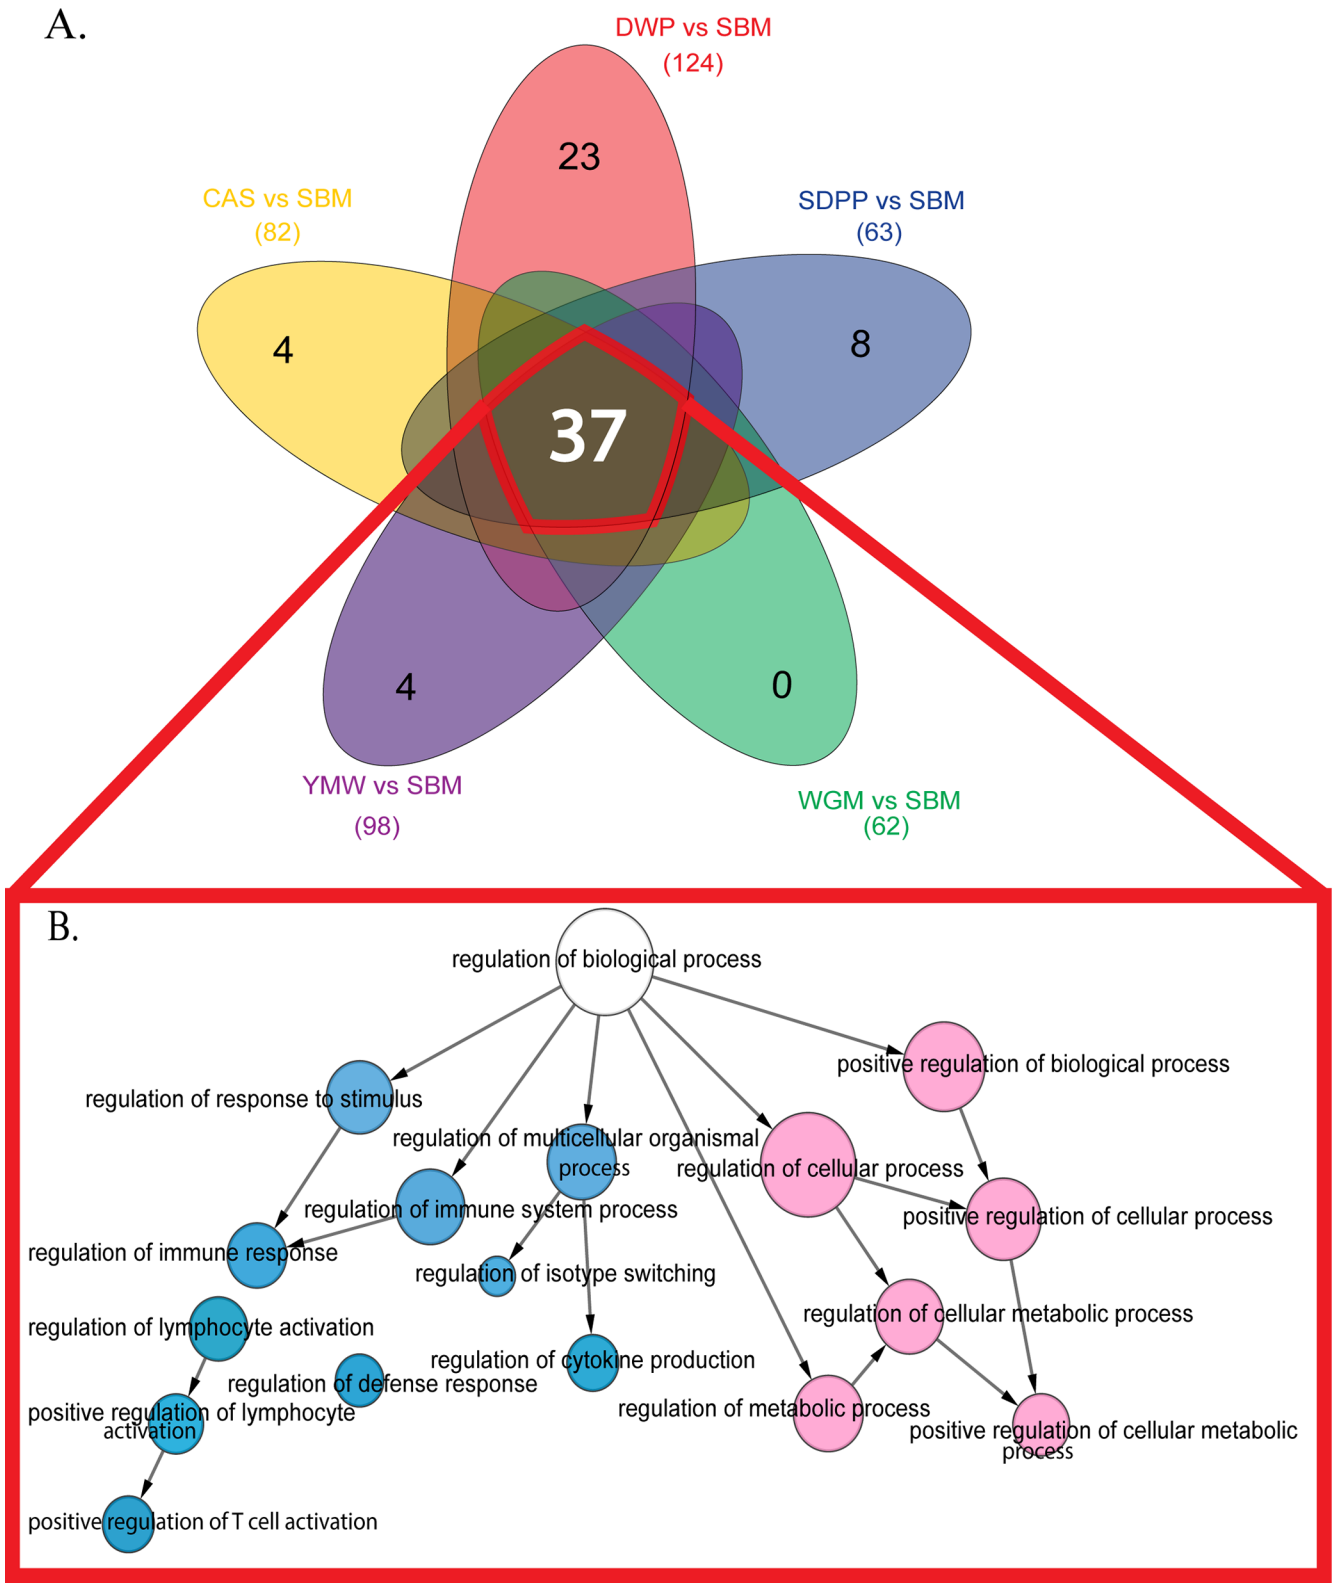 A.
DWP vs SBM
(124)
23
CAS vs SBM
(82)
SDPP vs SBM
(63)
4
8
37
4
0
YMW vs SBM
(98)
WGM vs SBM
(62)
B.
regulation of biological process
positive regulation of biological process
regulation of response to stimulus
regulation of multicellular organismal
process
regulation of cellular process
regulation of immune system process
positive regulation of cellular process
regulation of immune response
regulation of isotype switching
regulation of cellular metabolic process
regulation of lymphocyte activation
regulation of cytokine production
regulation of defense response
regulation of metabolic process
positive regulation of lymphocyte
activation
positive regulation of cellular metabolic
process
positive regulation of T cell activation